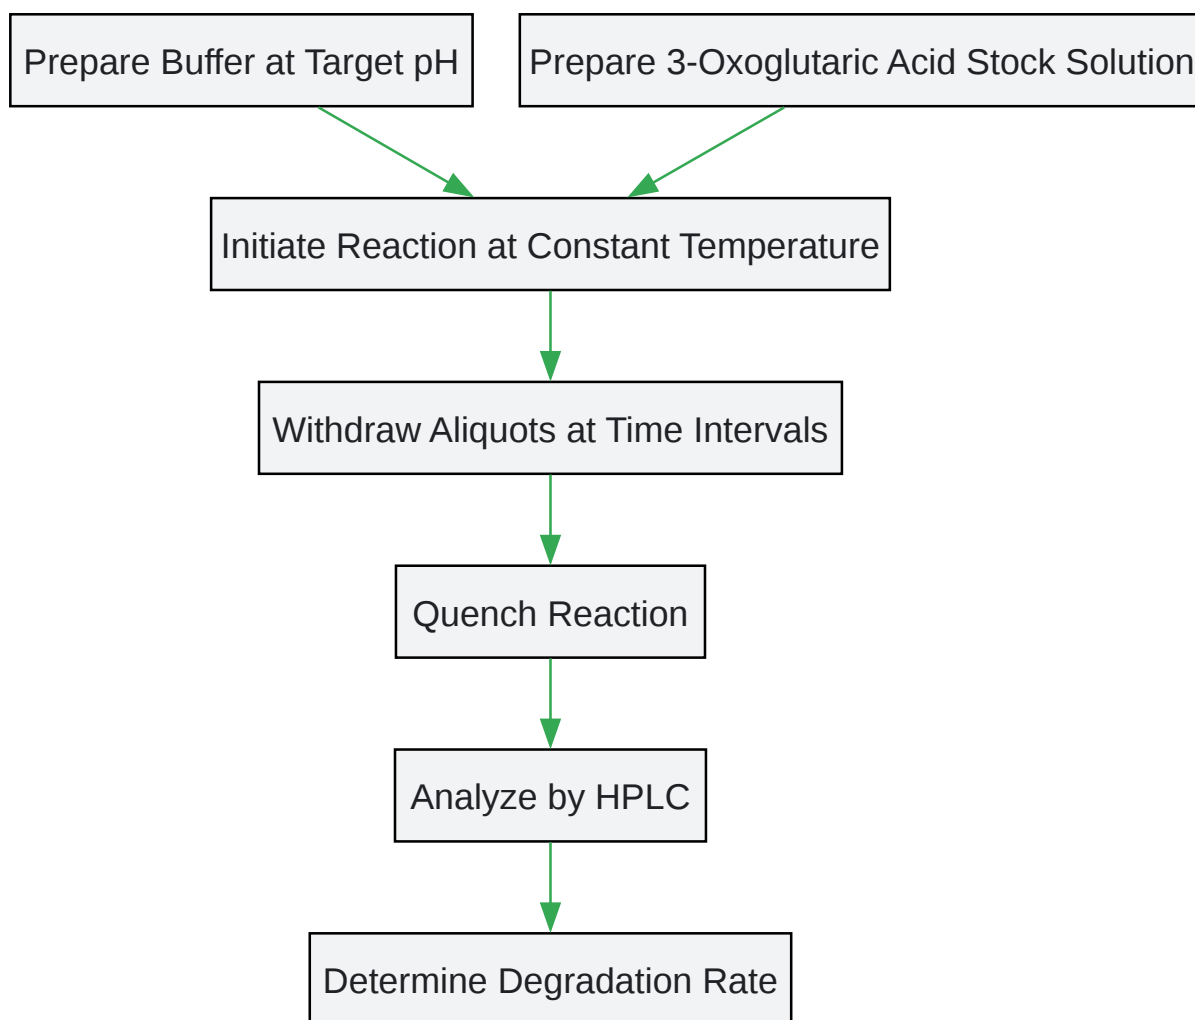 Prepare Buffer at Target pH
Prepare 3-Oxoglutaric Acid Stock Solution
Initiate Reaction at Constant Temperature
Withdraw Aliquots at Time Intervals
Quench Reaction
Analyze by HPLC
Determine Degradation Rate